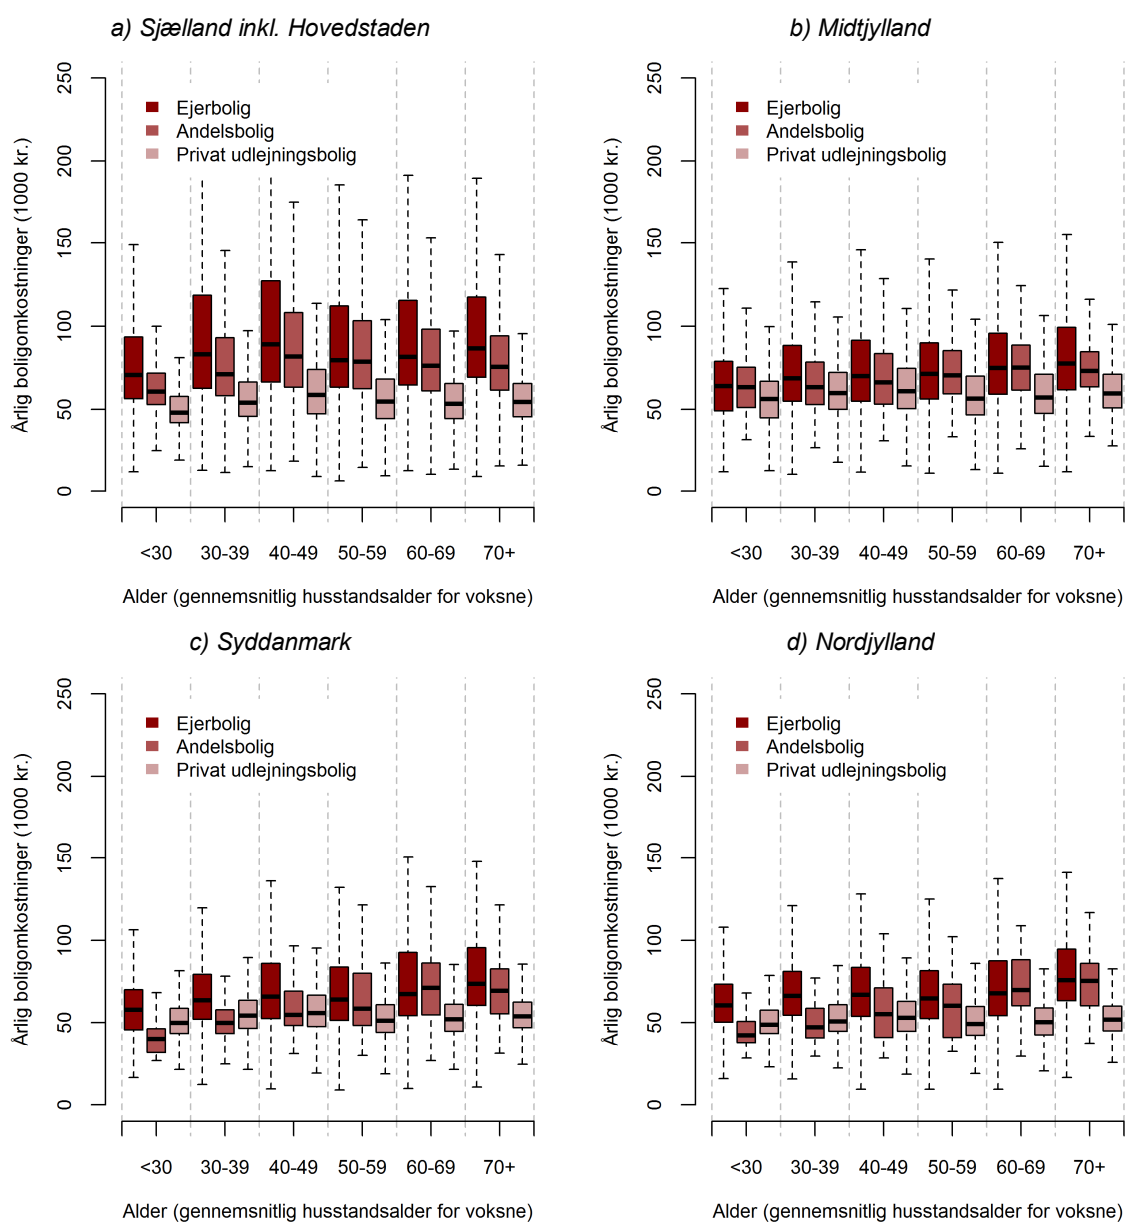 a) Sjælland inkl. Hovedstaden
Årlig boligomkostninger (1000 kr.)
250
200
150
100
50
0
Ejerbolig
Andelsbolig
Privat udlejningsbolig
<30 30-39 40-49 50-59 60-69 70+
Alder (gennemsnitlig husstandsalder for voksne)
b) Midtjylland
Årlig boligomkostninger (1000 kr.)
250
200
150
100
50
0
Ejerbolig
Andelsbolig
Privat udlejningsbolig
<30 30-39 40-49 50-59 60-69 70+
Alder (gennemsnitlig husstandsalder for voksne)
c) Syddanmark
Årlig boligomkostninger (1000 kr.)
250
200
150
100
50
0
Ejerbolig
Andelsbolig
Privat udlejningsbolig
<30 30-39 40-49 50-59 60-69 70+
Alder (gennemsnitlig husstandsalder for voksne)
d) Nordjylland
Årlig boligomkostninger (1000 kr.)
250
200
150
100
50
0
Ejerbolig
Andelsbolig
Privat udlejningsbolig
<30 30-39 40-49 50-59 60-69 70+
Alder (gennemsnitlig husstandsalder for voksne)